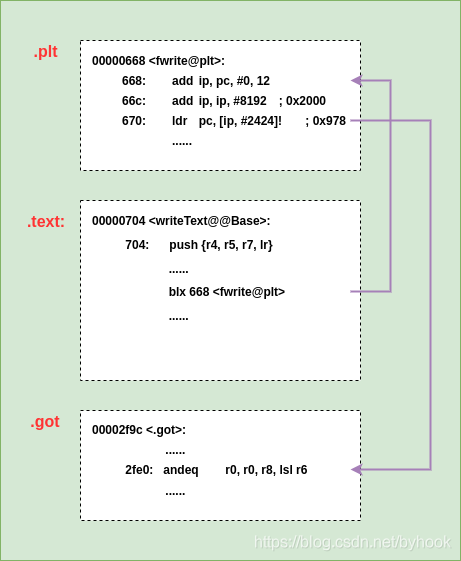 .plt
00000668 <fwrite@plt>:
668: add ip, pc, #0, 12
66c: add ip, ip, #8192 ; 0x2000
670: ldr pc, [ip, #2424]! ; 0x978
......
.text:
00000704 <writeText@@Base>:
704: push {r4, r5, r7, lr}
......
blx 668 <fwrite@plt>
......
.got
00002f9c <.got>:
......
2fe0: andeq r0, r0, r8, lsl r6
......
https://blog.csdn.net/byhook